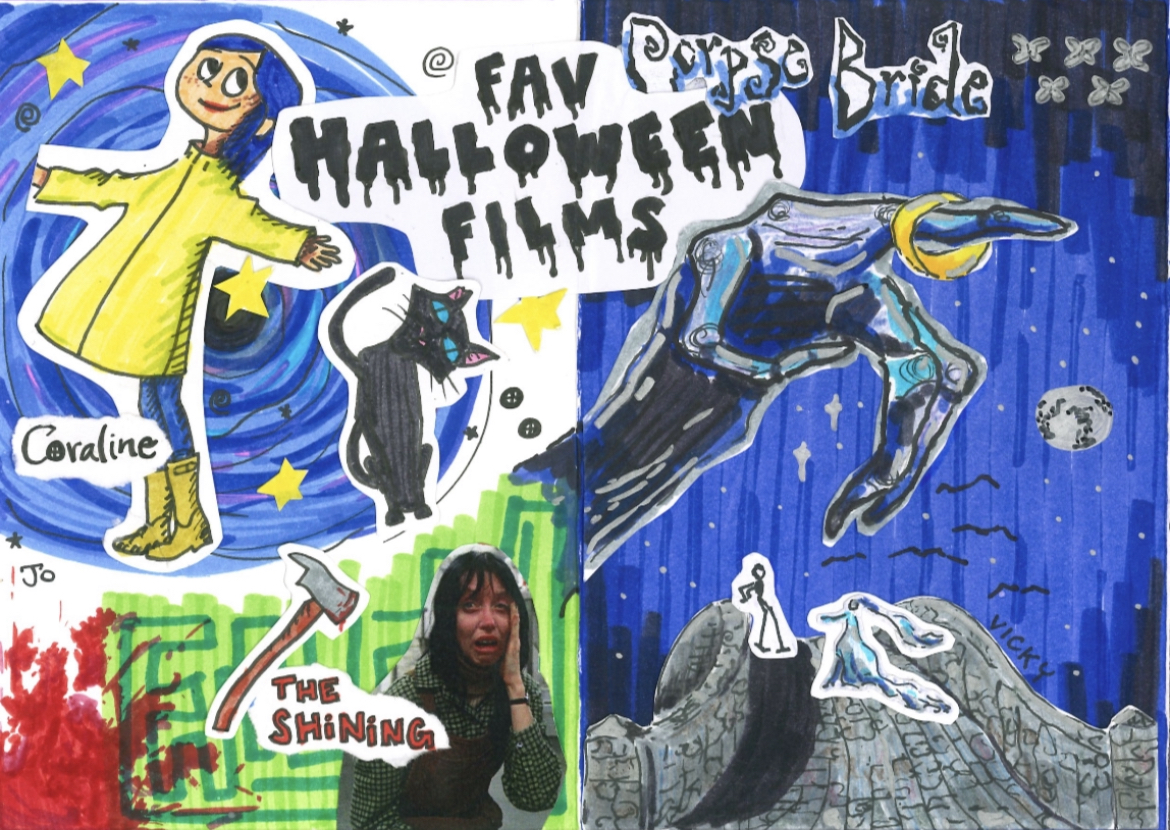 FAV
HALLOWEEN
FILMS
Corpse Bride
Coraline
Jo
THE
SHiNiNG
VICKY